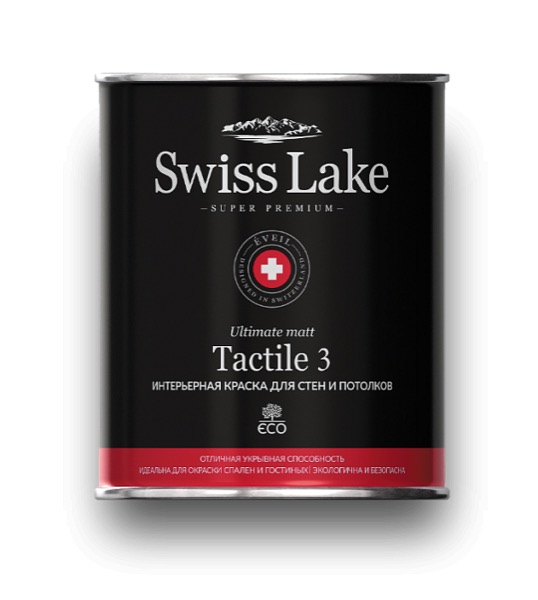 Swiss Lake
– SUPER PREMIUM –
ÉVEIL
DESIGNED IN SWITZERLAND
Ultimate matt
Tactile 3
ИНТЕРЬЕРНАЯ КРАСКА ДЛЯ СТЕН И ПОТОЛКОВ
ECO
ОТЛИЧНАЯ УКРЫВНАЯ СПОСОБНОСТЬ
ИДЕАЛЬНА ДЛЯ ОКРАСКИ СПАЛЕН И ГОСТИНЫХ | ЭКОЛОГИЧНА И БЕЗОПАСНА